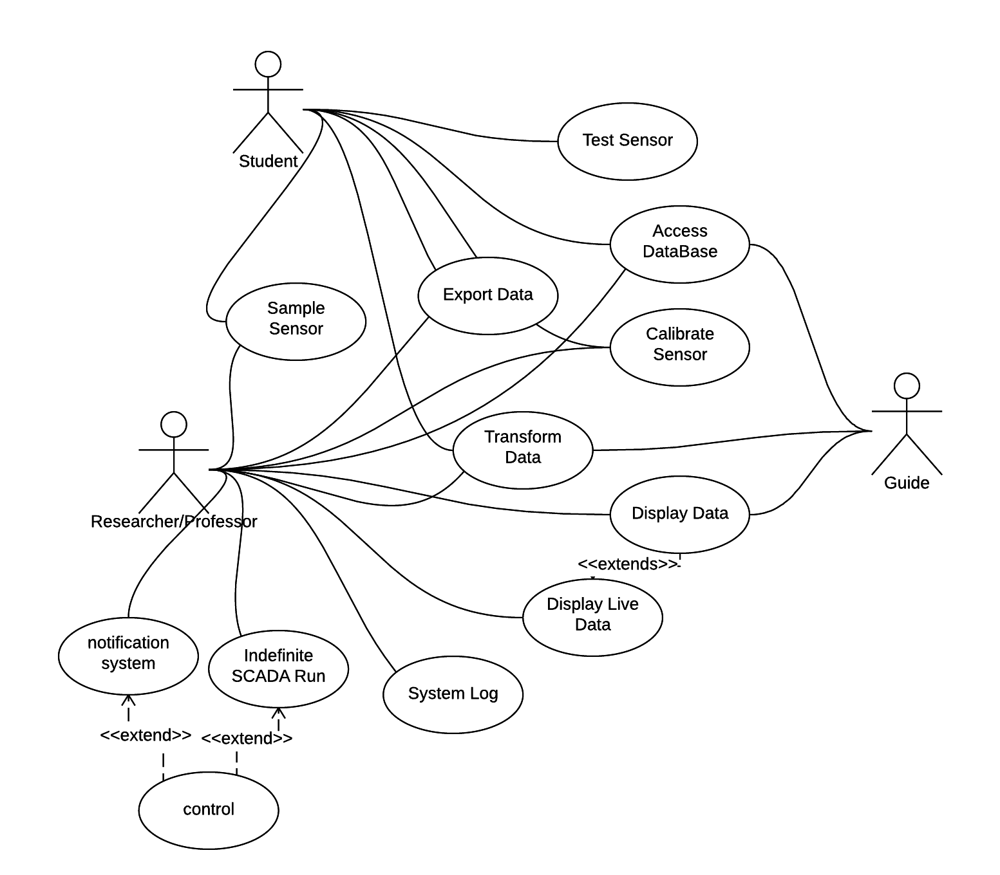 Student
Test Sensor
Access
DataBase
Export Data
Sample
Sensor
Calibrate
Sensor
Transform
Data
Guide
Researcher/Professor
Display Data
<<extends>>
Display Live
Data
notification
system
Indefinite
SCADA Run
System Log
<<extend>>
<<extend>>
control